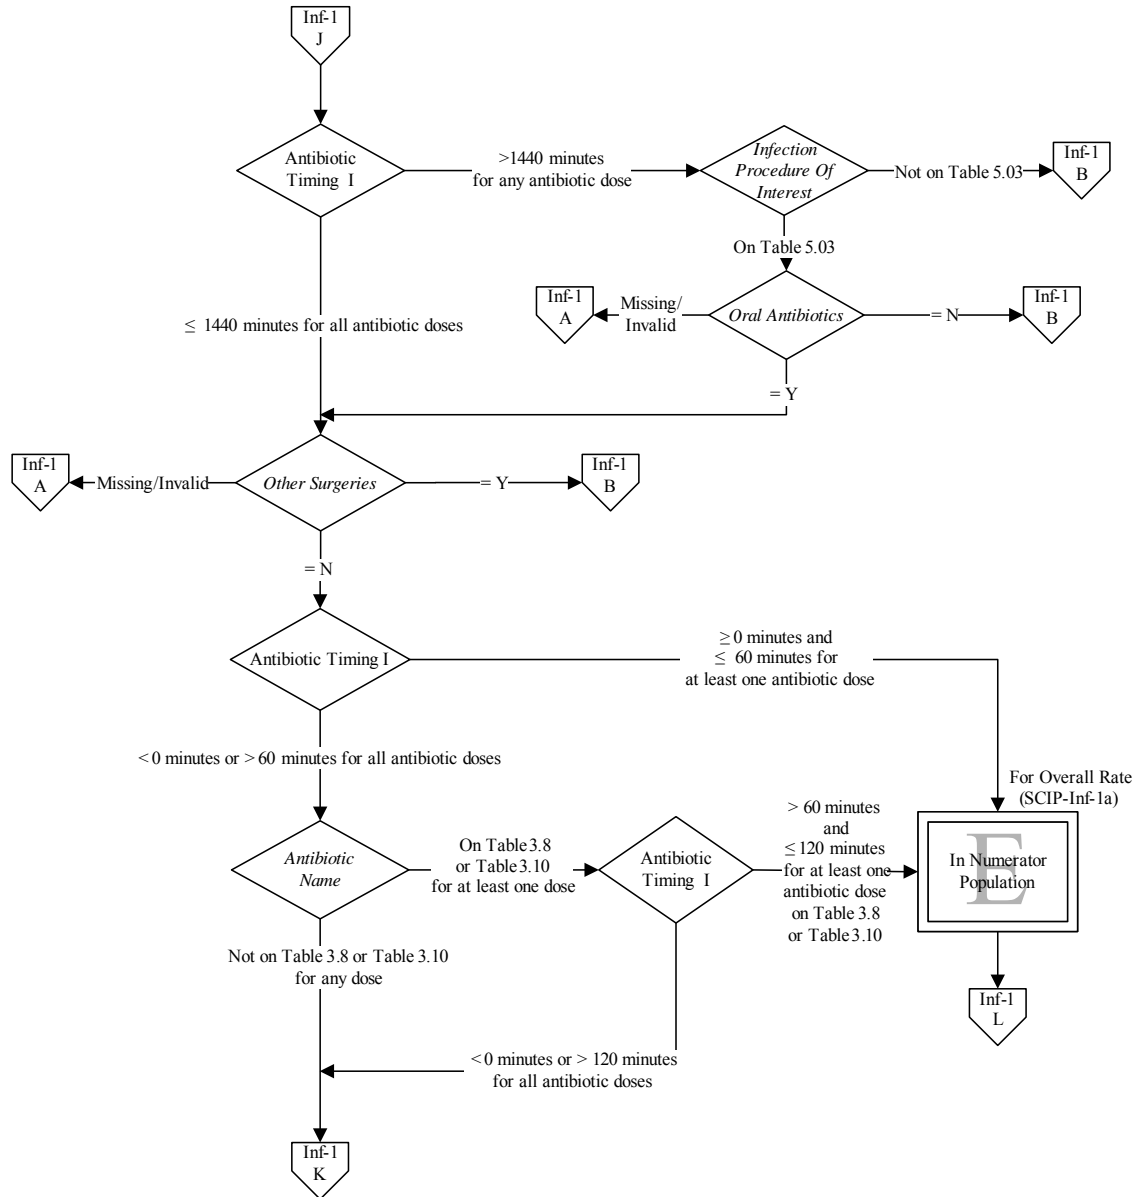 Inf-1
J
Antibiotic
Timing I
>1440 minutes
for any antibiotic dose
Infection
Procedure Of
Interest
Not on Table 5.03
Inf-1
B
On Table 5.03
≤ 1440 minutes for all antibiotic doses
Inf-1
A
Missing/
Invalid
Oral Antibiotics
= N
Inf-1
B
= Y
Inf-1
A
Missing/Invalid
Other Surgeries
= Y
Inf-1
B
= N
Antibiotic Timing I
≥ 0 minutes and
≤ 60 minutes for
at least one antibiotic dose
< 0 minutes or > 60 minutes for all antibiotic doses
For Overall Rate
(SCIP-Inf-1a)
Antibiotic
Name
On Table 3.8
or Table 3.10
for at least one dose
Antibiotic
Timing I
> 60 minutes
and
≤ 120 minutes
for at least one
antibiotic dose
on Table 3.8
or Table 3.10
E
In Numerator
Population
Not on Table 3.8 or Table 3.10
for any dose
Inf-1
L
< 0 minutes or > 120 minutes
for all antibiotic doses
Inf-1
K